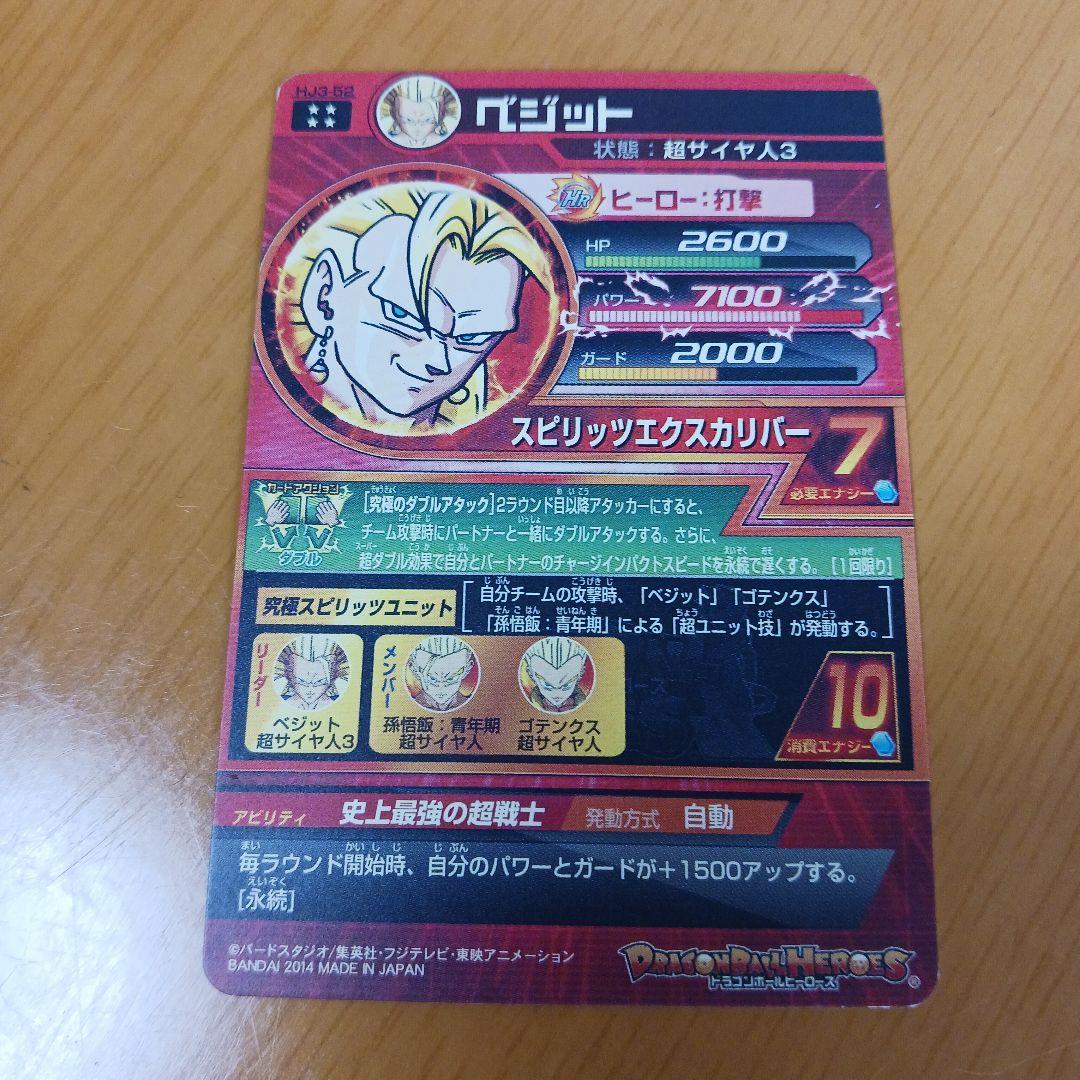 HJ3-52
ベジット
状態：超サイヤ人3
HR ヒーロー：打撃
HP 2600
パワー 7100
ガード 2000
スピリッツエクスカリバー
7
必要エナジー
カードアクション
ダブル
[究極のダブルアタック]2ラウンド目以降アタッカーにすると、
チーム攻撃時にパートナーと一緒にダブルアタックする。さらに、
超ダブル効果で自分とパートナーのチャージインパクトスピードを永続で遅くする。[1回限り]
究極スピリッツユニット
自分チームの攻撃時、「ベジット」「ゴテンクス」
「孫悟飯：青年期」による「超ユニット技」が発動する。
リーダー
ベジット
超サイヤ人3
メンバー
孫悟飯：青年期
超サイヤ人
ゴテンクス
超サイヤ人
10
消費エナジー
アビリティ 史上最強の超戦士 発動方式 自動
毎ラウンド開始時、自分のパワーとガードが＋1500アップする。
[永続]
©バードスタジオ/集英社・フジテレビ・東映アニメーション
BANDAI 2014 MADE IN JAPAN
DRAGONBALL HEROES
ドラゴンボールヒーローズ